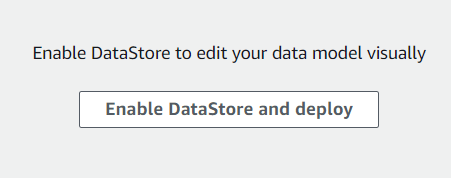 Enable DataStore to edit your data model visually
Enable DataStore and deploy